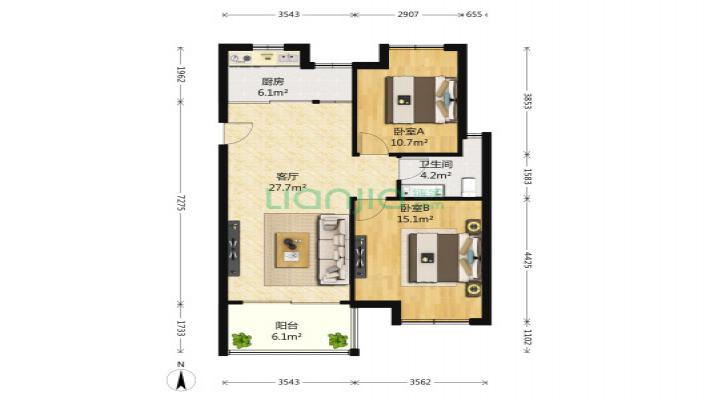 3543 2907 655
1962
7275
1733
厨房
6.1m²
卧室A
10.7m²
卫生间
4.2m²
客厅
27.7m²
Lianjia
链家
.com
卧室B
15.1m²
阳台
6.1m²
3853
1583
4425
1102
N
3543 3562